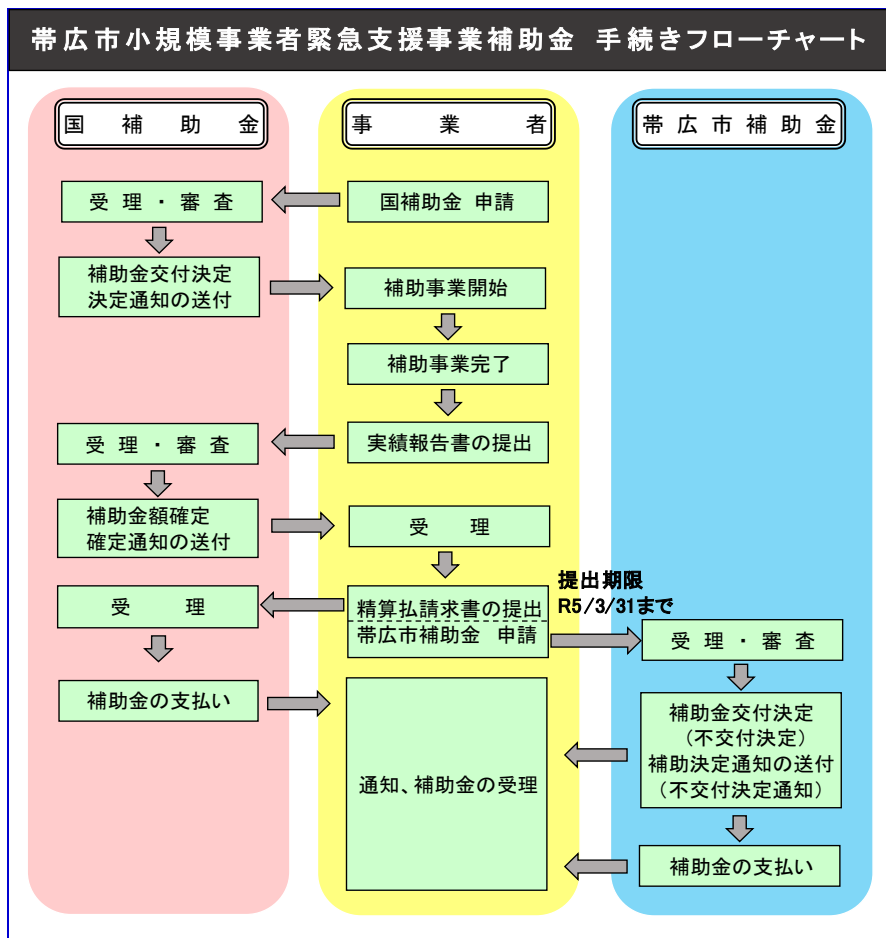 帯広市小規模事業者緊急支援事業補助金 手続きフローチャート
国補助金
事業者
帯広市補助金
受理・審査
国補助金 申請
補助金交付決定
決定通知の送付
補助事業開始
補助事業完了
受理・審査
実績報告書の提出
補助金額確定
確定通知の送付
受理
提出期限
R5/3/31まで
受理
精算払請求書の提出
帯広市補助金 申請
受理・審査
補助金の支払い
通知、補助金の受理
補助金交付決定
(不交付決定)
補助決定通知の送付
(不交付決定通知)
補助金の支払い